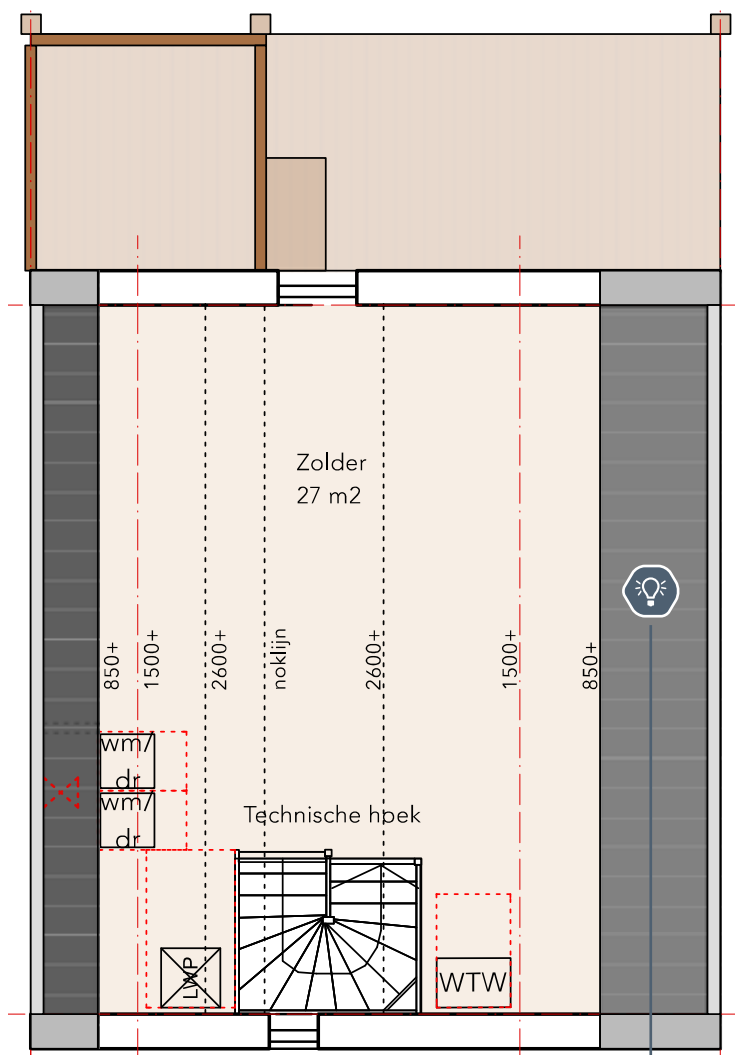 Zolder
27 m2
850+
1500+
2600+
noklijn
2600+
1500+
850+
wm/
dr
wm/
dr
Technische hoek
LWP
WTW